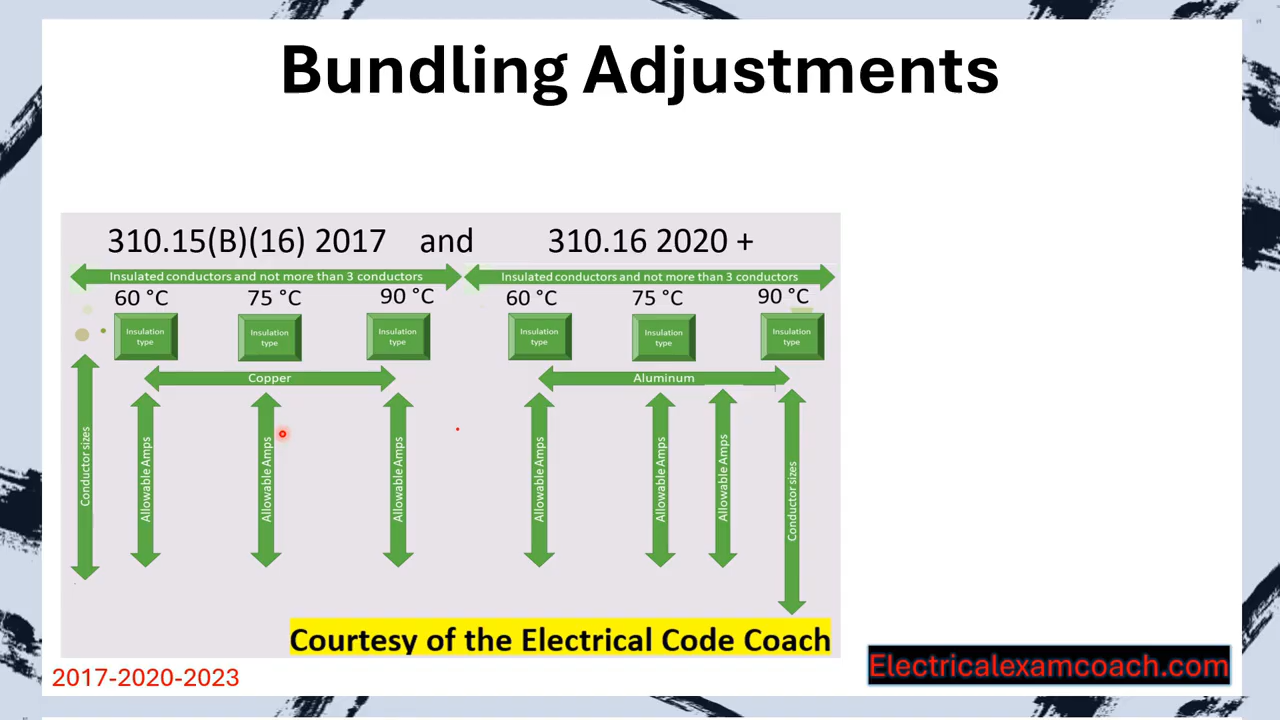 Bundling Adjustments
310.15(B)(16) 2017 and 310.16 2020 +
Insulated conductors and not more than 3 conductors Insulated conductors and not more than 3 conductors
60 °C 75 °C 90 °C 60 °C 75 °C 90 °C
Insulation type Insulation type Insulation type Insulation type Insulation type Insulation type
Copper Aluminum
Conductor sizes
Allowable Amps
Allowable Amps
Allowable Amps
Allowable Amps
Allowable Amps
Allowable Amps
Conductor sizes
Courtesy of the Electrical Code Coach
2017-2020-2023
Electricalexamcoach.com